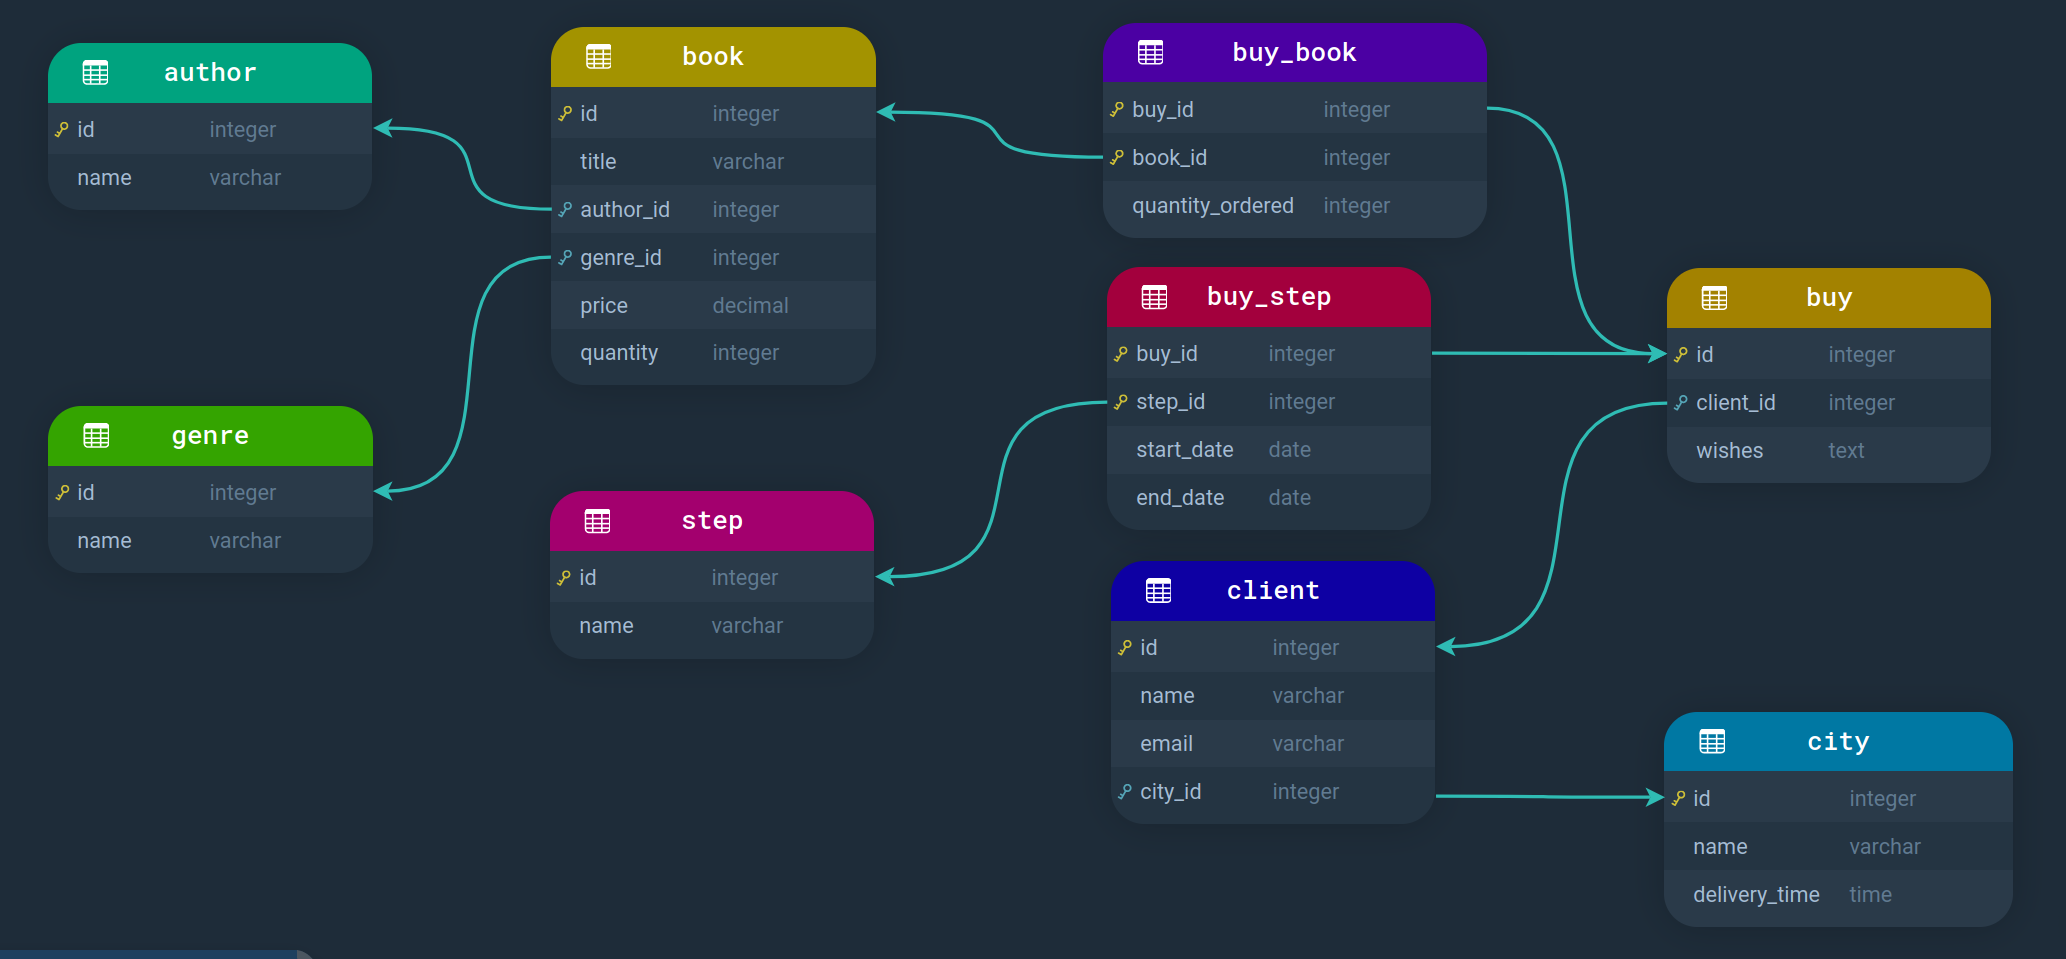 author
id integer
name varchar
book
id integer
title varchar
author_id integer
genre_id integer
price decimal
quantity integer
buy_book
buy_id integer
book_id integer
quantity_ordered integer
buy_step
buy_id integer
step_id integer
start_date date
end_date date
buy
id integer
client_id integer
wishes text
genre
id integer
name varchar
step
id integer
name varchar
client
id integer
name varchar
email varchar
city_id integer
city
id integer
name varchar
delivery_time time